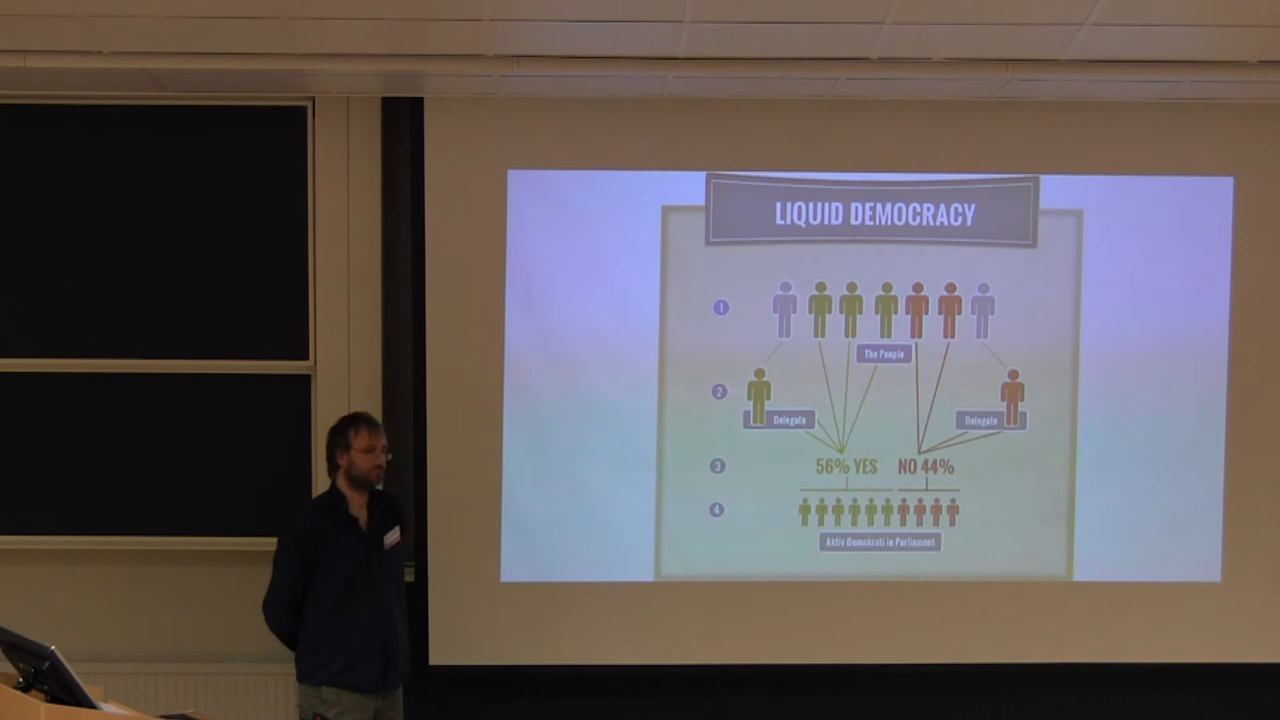 LIQUID DEMOCRACY
1
The People
2
Delegate
Delegate
3
56% YES
NO 44%
4
Aktiv Demokrati in Parliament